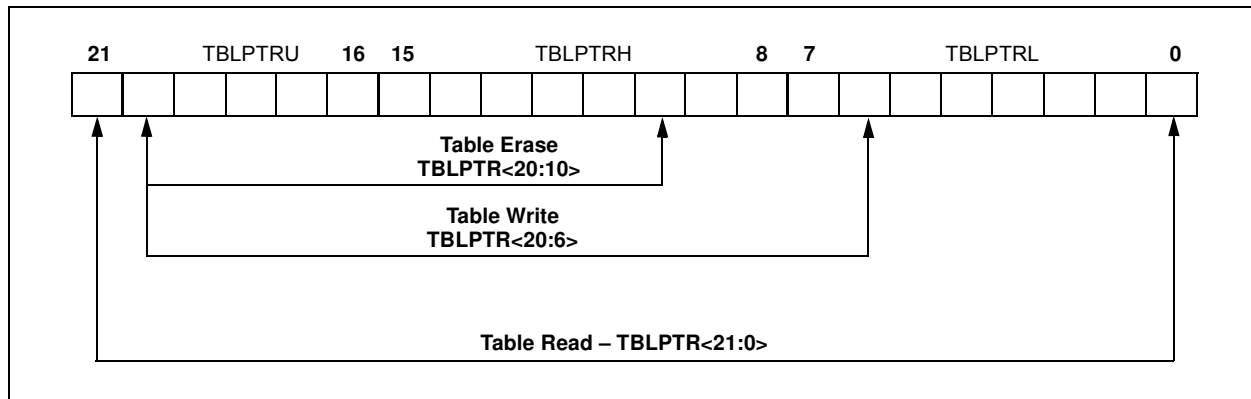 21 TBLPTRU 16 15 TBLPTRH 8 7 TBLPTRL 0
Table Erase
TBLPTR<20:10>
Table Write
TBLPTR<20:6>
Table Read – TBLPTR<21:0>